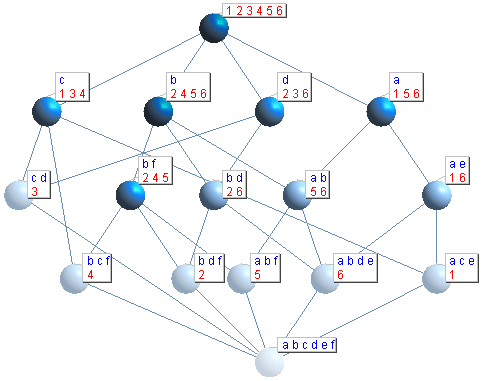 1 2 3 4 5 6
c
1 3 4
b
2 4 5 6
d
2 3 6
a
1 5 6
c d
3
b f
2 4 5
b d
2 6
a b
5 6
a e
1 6
b c f
4
b d f
2
a b f
5
a b d e
6
a c e
1
a b c d e f